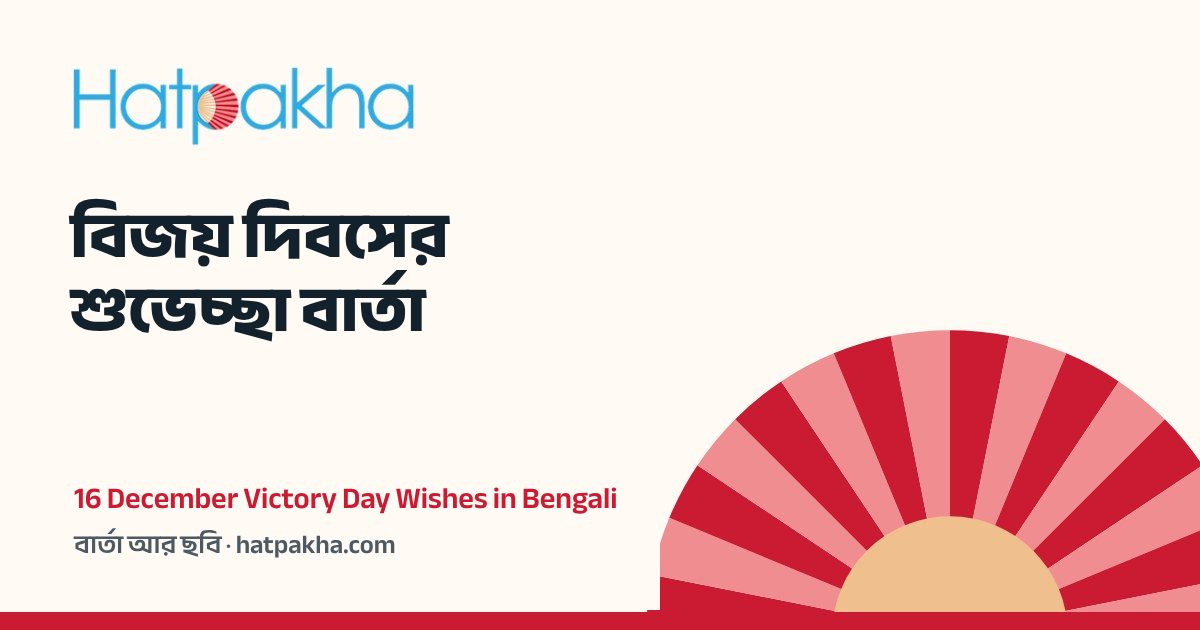 Hatpakha
বিজয় দিবসের
শুভেচ্ছা বার্তা
16 December Victory Day Wishes in Bengali
বার্তা আর ছবি · hatpakha.com